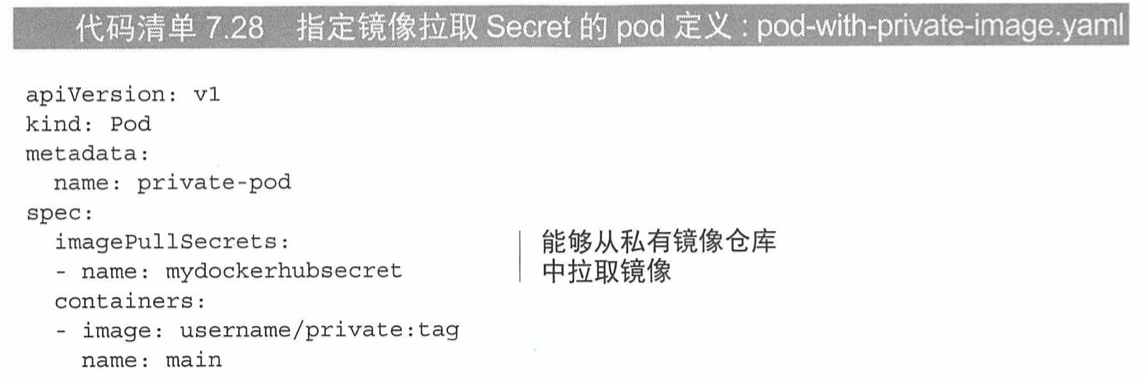 代码清单 7.28 指定镜像拉取 Secret 的 pod 定义 : pod-with-private-image.yaml
apiVersion: v1
kind: Pod
metadata:
  name: private-pod
spec:
  imagePullSecrets:
  - name: mydockerhubsecret
能够从私有镜像仓库
中拉取镜像
  containers:
  - image: username/private:tag
    name: main